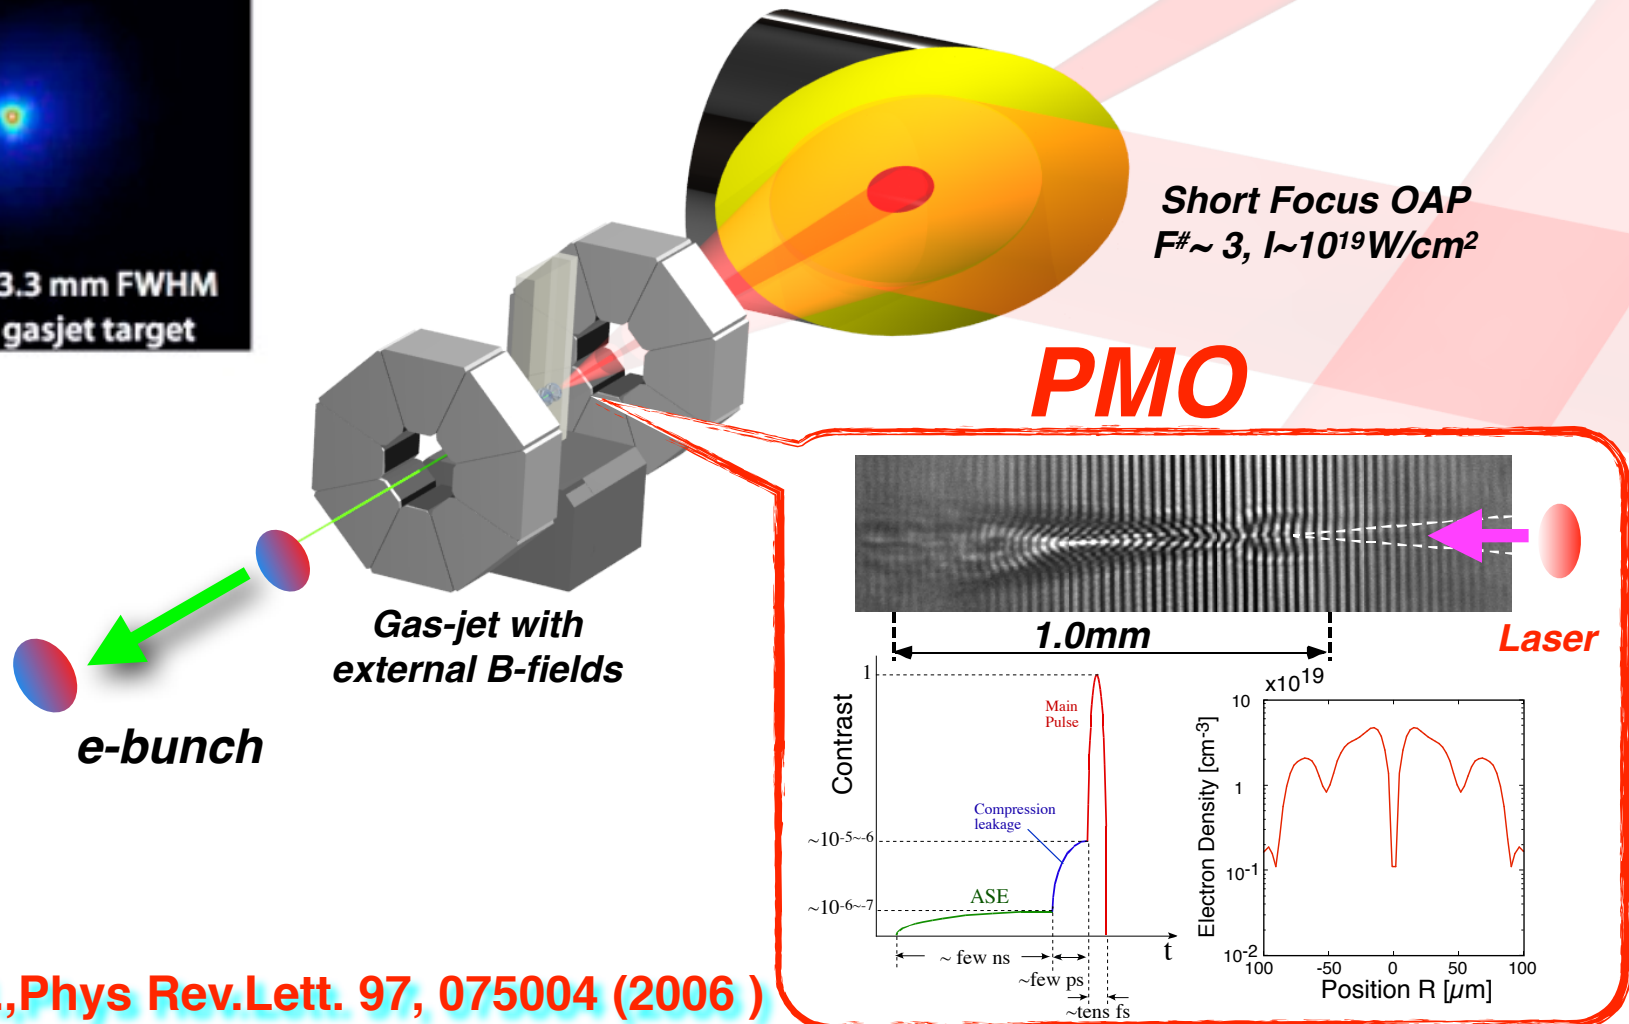 3.3 mm FWHM
gasjet target
Short Focus OAP
F#~ 3, I~10¹⁹W/cm²
PMO
Gas-jet with
external B-fields
e-bunch
1.0mm
Laser
Contrast
1
Main
Pulse
Compression
leakage
~10⁻⁵~⁻⁶
ASE
~10⁻⁶~⁻⁷
t
~ few ns
~few ps
~tens fs
x10¹⁹
Electron Density [cm⁻³]
10
1
10⁻¹
10⁻²
100 -50 0 50 100
Position R [µm]
.,Phys Rev.Lett. 97, 075004 (2006 )